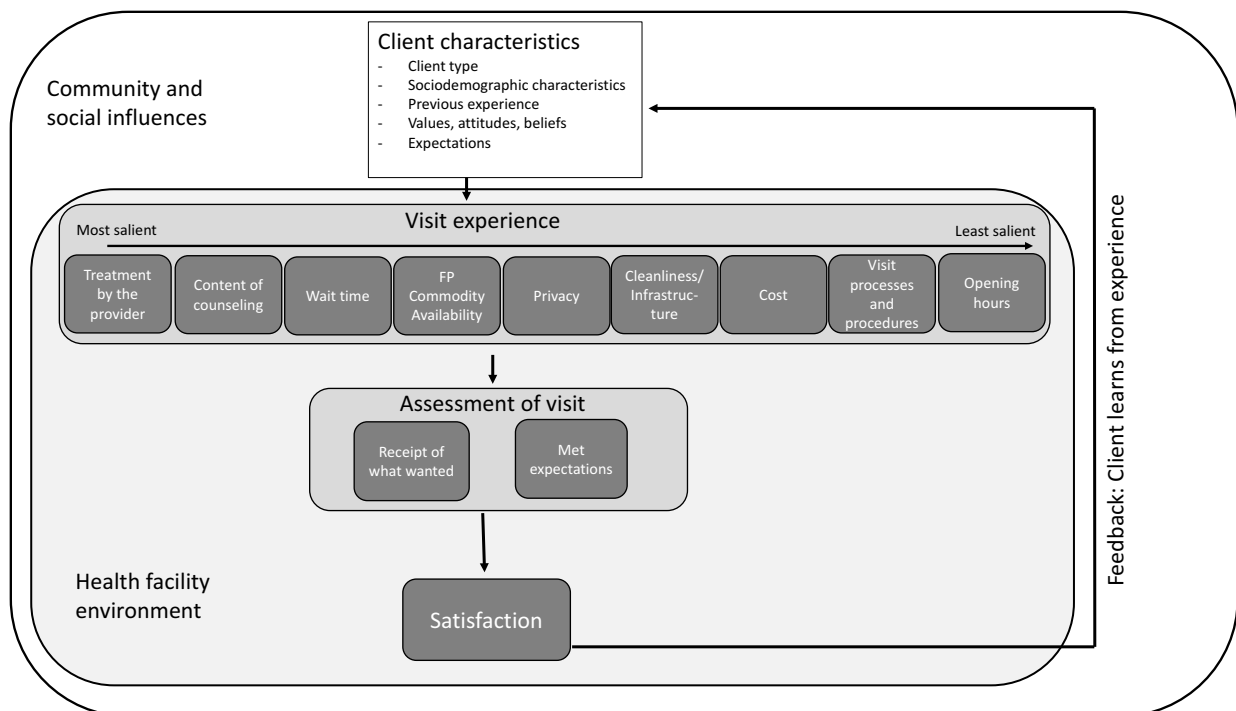 Client characteristics
- Client type
- Sociodemographic characteristics
- Previous experience
- Values, attitudes, beliefs
- Expectations
Community and
social influences
Visit experience
Most salient
Least salient
Treatment
by the
provider
Content of
counseling
Wait time
FP
Commodity
Availability
Privacy
Cleanliness/
Infrastruc-
ture
Cost
Visit
processes
and
procedures
Opening
hours
Assessment of visit
Receipt of
what wanted
Met
expectations
Health facility
environment
Satisfaction
Feedback: Client learns from experience